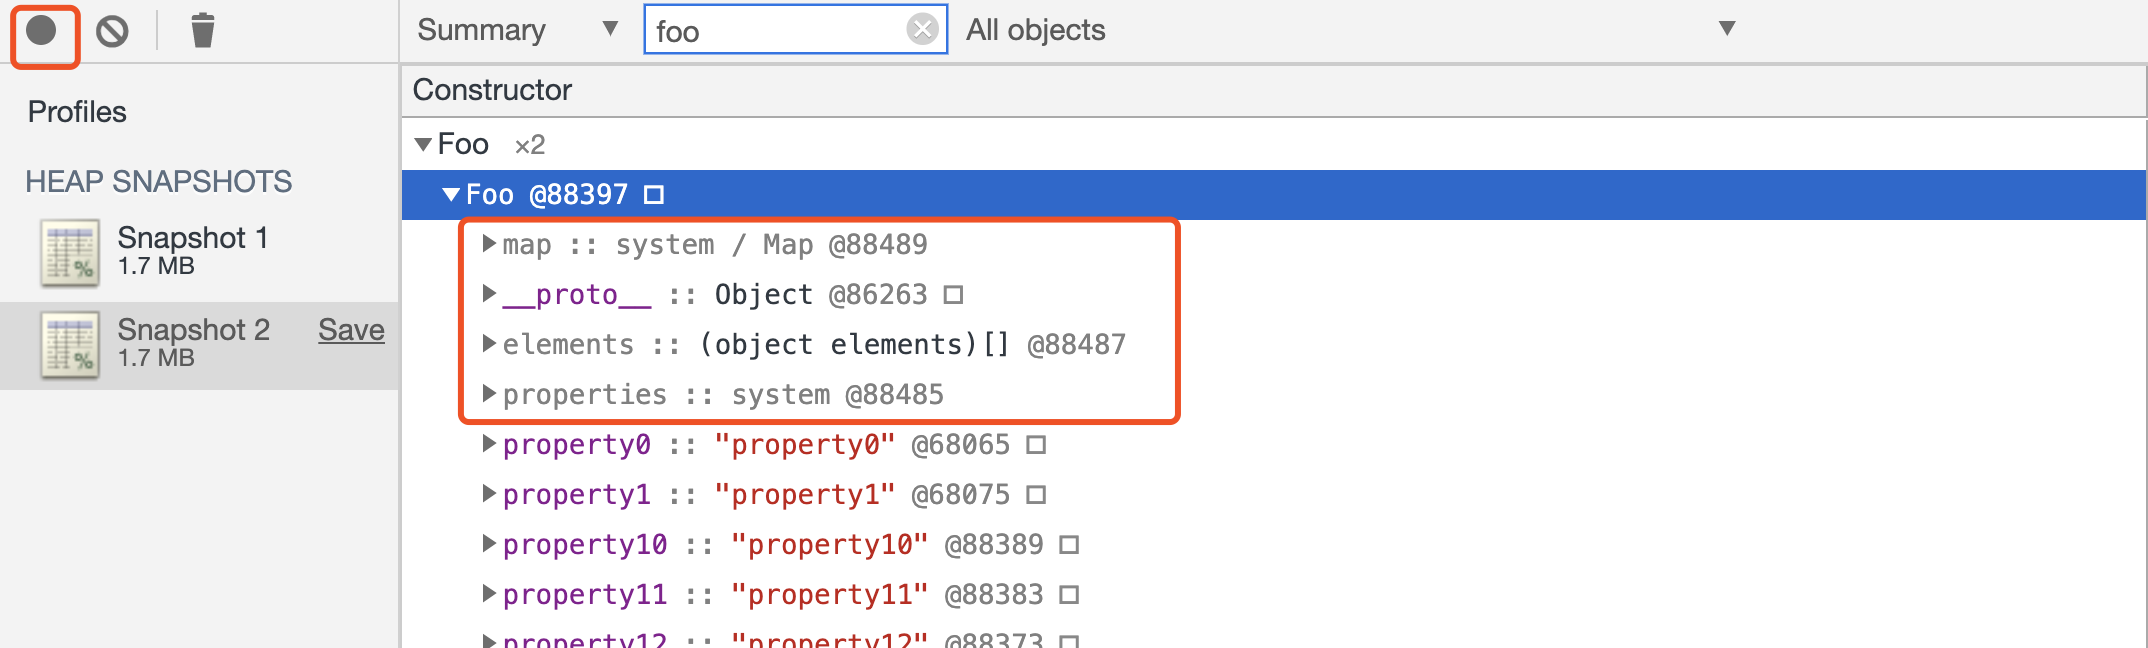 Summary ▼ foo All objects ▼
Profiles
HEAP SNAPSHOTS
Snapshot 1
1.7 MB
Snapshot 2 Save
1.7 MB
Constructor
▼Foo ×2
▼Foo @88397
▶map :: system / Map @88489
▶__proto__ :: Object @86263
▶elements :: (object elements)[] @88487
▶properties :: system @88485
▶property0 :: "property0" @68065
▶property1 :: "property1" @68075
▶property10 :: "property10" @88389
▶property11 :: "property11" @88383
▶property12 :: "property12" @88373